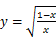 y = √((1−x)/x)